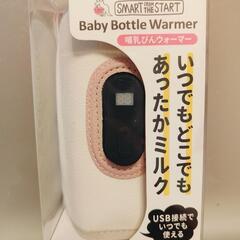 SMART FROM THE START
Baby Bottle Warmer
哺乳びんウォーマー
いつでもどこでも
あったかミルク
USB接続で
いつでも
使える